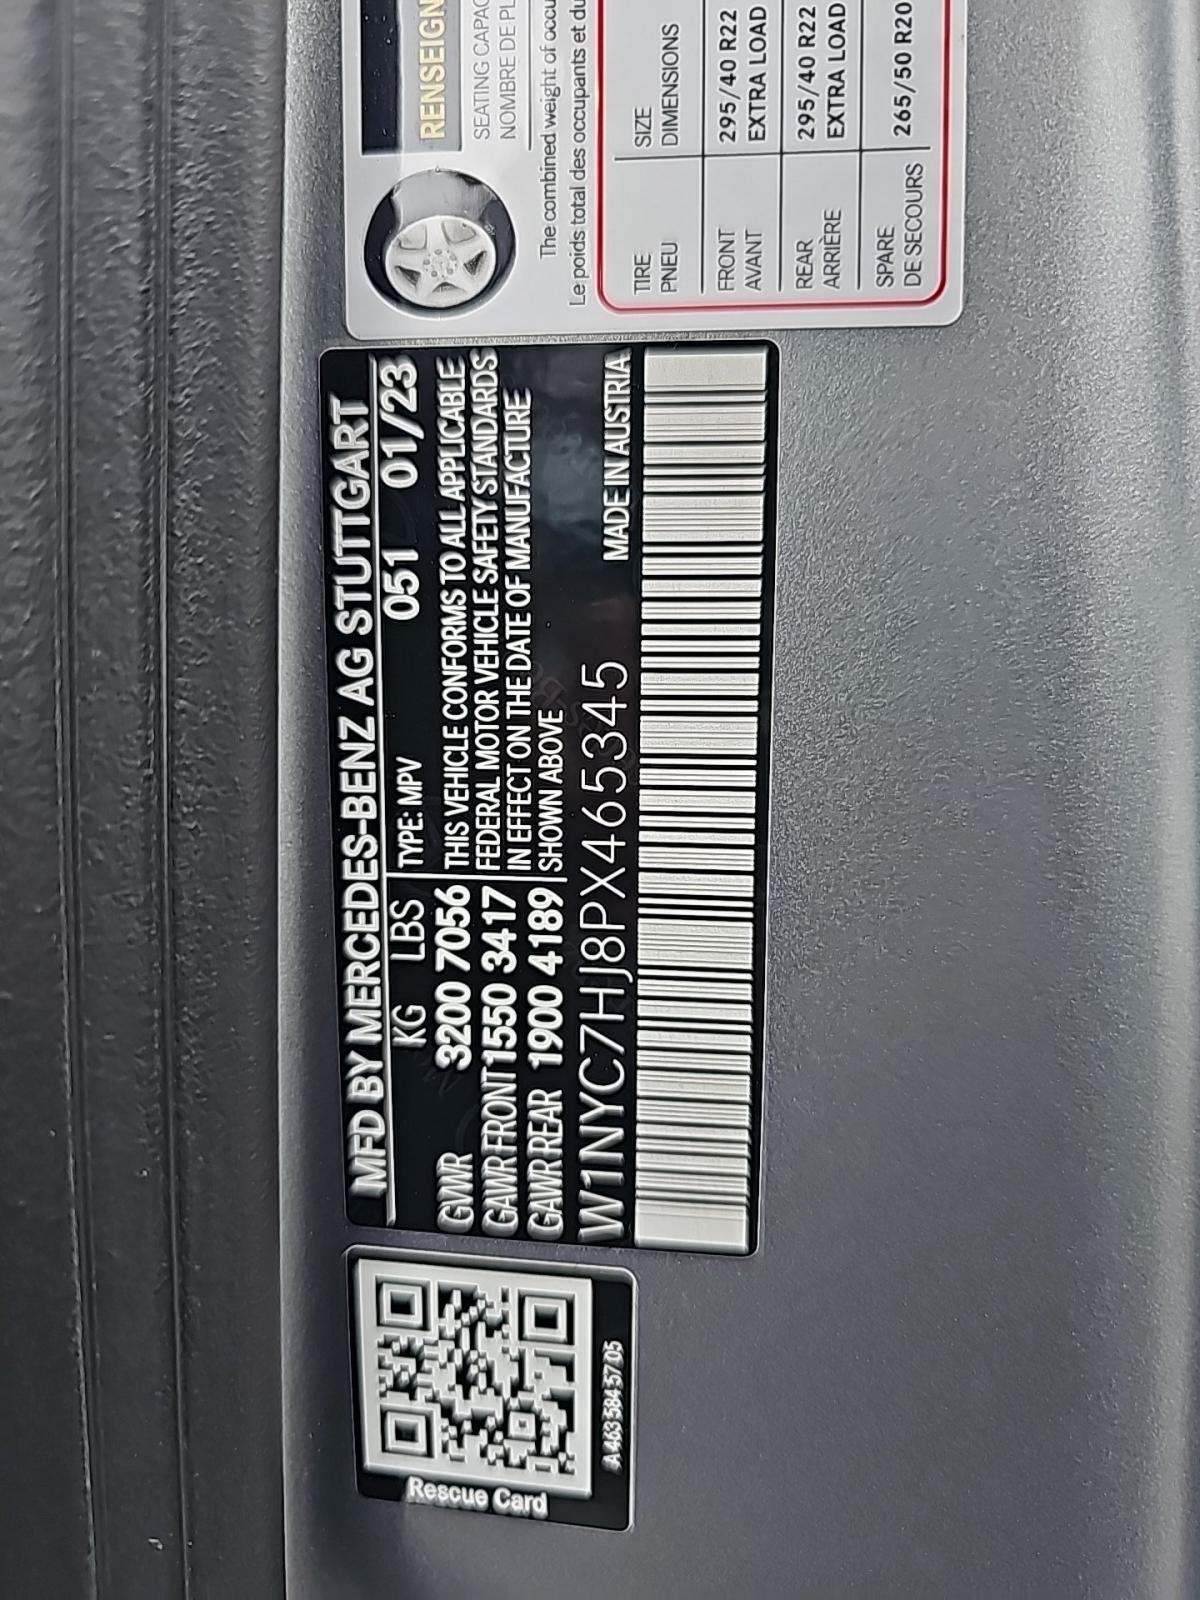 MFD BY MERCEDES-BENZ AG STUTTGART
KG LBS TYPE: MPV 051 01/23
GVWR 3200 7056 THIS VEHICLE CONFORMS TO ALL APPLICABLE
GAWR FRONT 1550 3417 FEDERAL MOTOR VEHICLE SAFETY STANDARDS
GAWR REAR 1900 4189 IN EFFECT ON THE DATE OF MANUFACTURE
SHOWN ABOVE
MADE IN AUSTRIA
W1NYC7HJ8PX465345
Rescue Card
A 463 584 57 05
RENSEIGN
SEATING CAPAC
NOMBRE DE PL
The combined weight of occu
Le poids total des occupants et du
TIRE SIZE
PNEU DIMENSIONS
FRONT 295/40 R22
AVANT EXTRA LOAD
REAR 295/40 R22
ARRIÈRE EXTRA LOAD
SPARE
DE SECOURS 265/50 R20